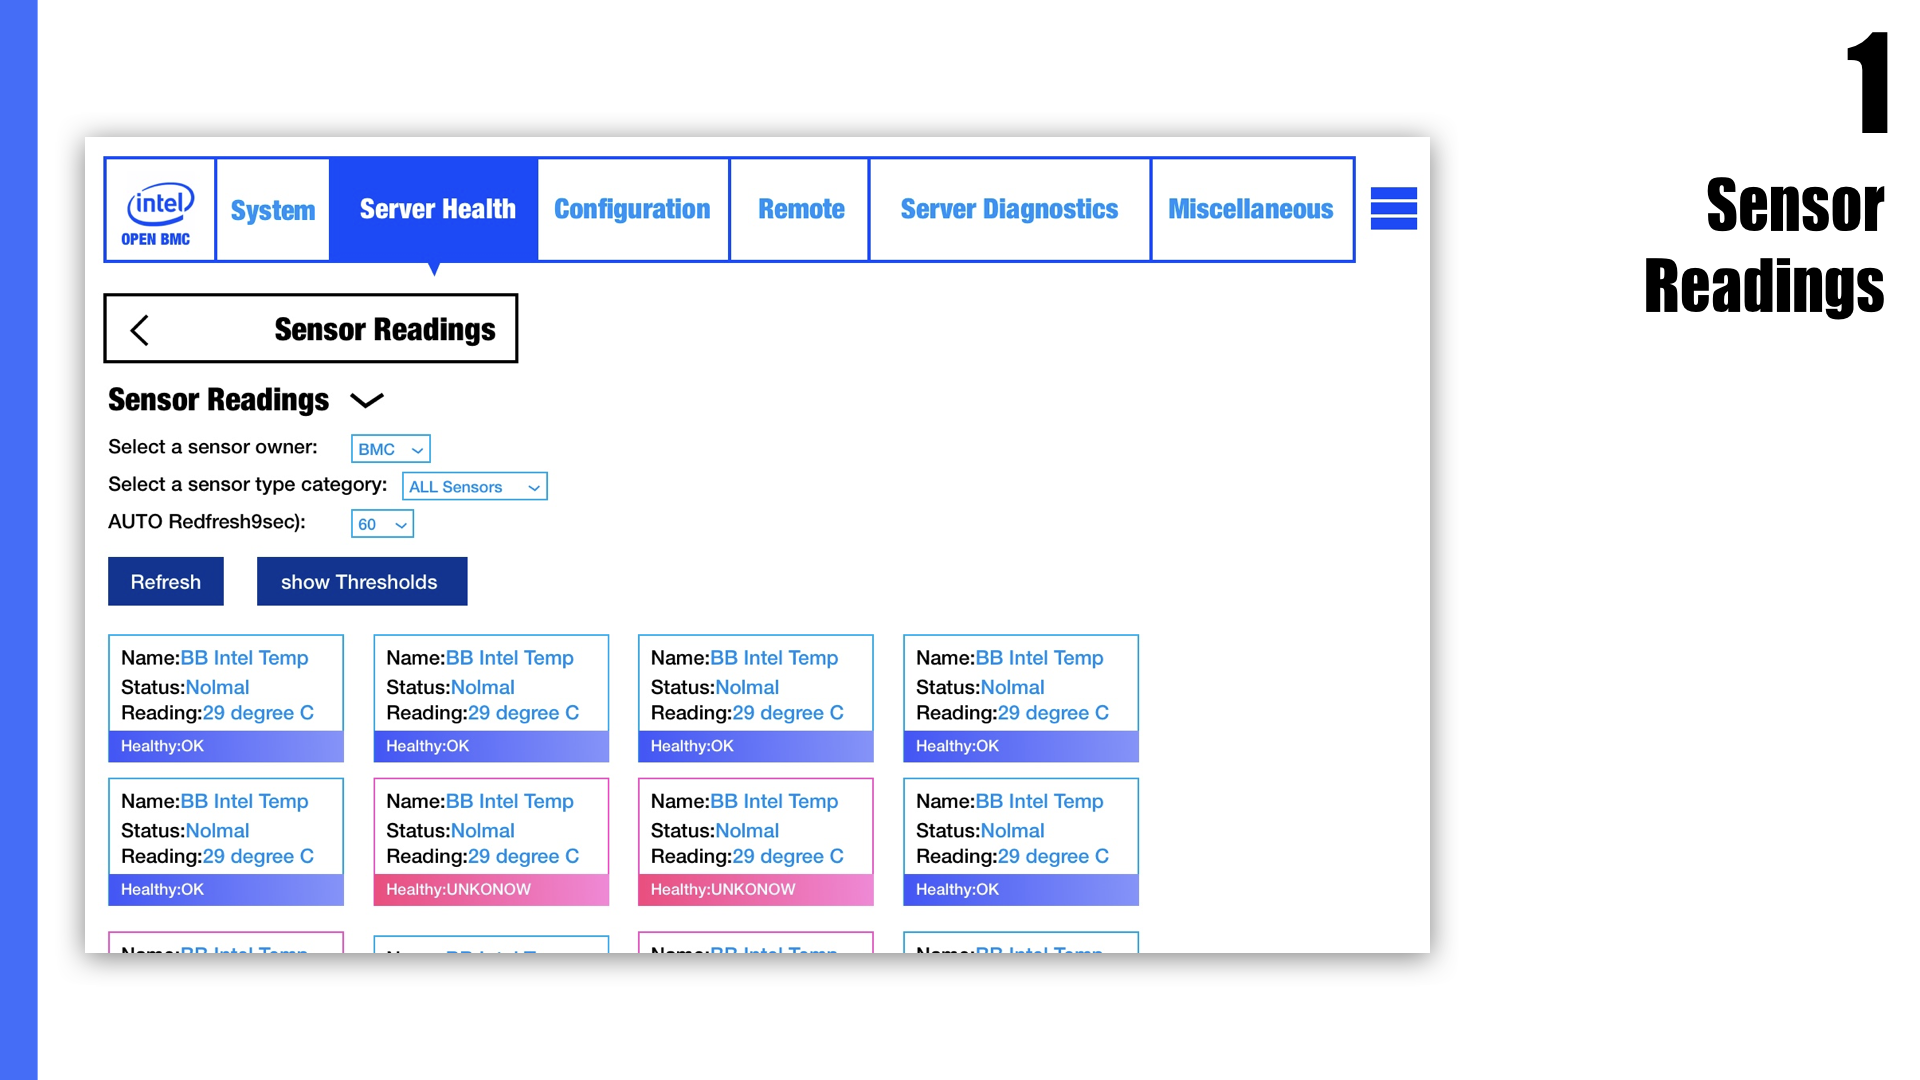 1
Sensor
Readings
intel
OPEN BMC
System
Server Health
Configuration
Remote
Server Diagnostics
Miscellaneous
Sensor Readings
Sensor Readings
Select a sensor owner: BMC
Select a sensor type category: ALL Sensors
AUTO Redfresh9sec): 60
Refresh show Thresholds
Name:BB Intel Temp
Status:Nolmal
Reading:29 degree C
Healthy:OK
Name:BB Intel Temp
Status:Nolmal
Reading:29 degree C
Healthy:OK
Name:BB Intel Temp
Status:Nolmal
Reading:29 degree C
Healthy:OK
Name:BB Intel Temp
Status:Nolmal
Reading:29 degree C
Healthy:OK
Name:BB Intel Temp
Status:Nolmal
Reading:29 degree C
Healthy:OK
Name:BB Intel Temp
Status:Nolmal
Reading:29 degree C
Healthy:UNKONOW
Name:BB Intel Temp
Status:Nolmal
Reading:29 degree C
Healthy:UNKONOW
Name:BB Intel Temp
Status:Nolmal
Reading:29 degree C
Healthy:OK